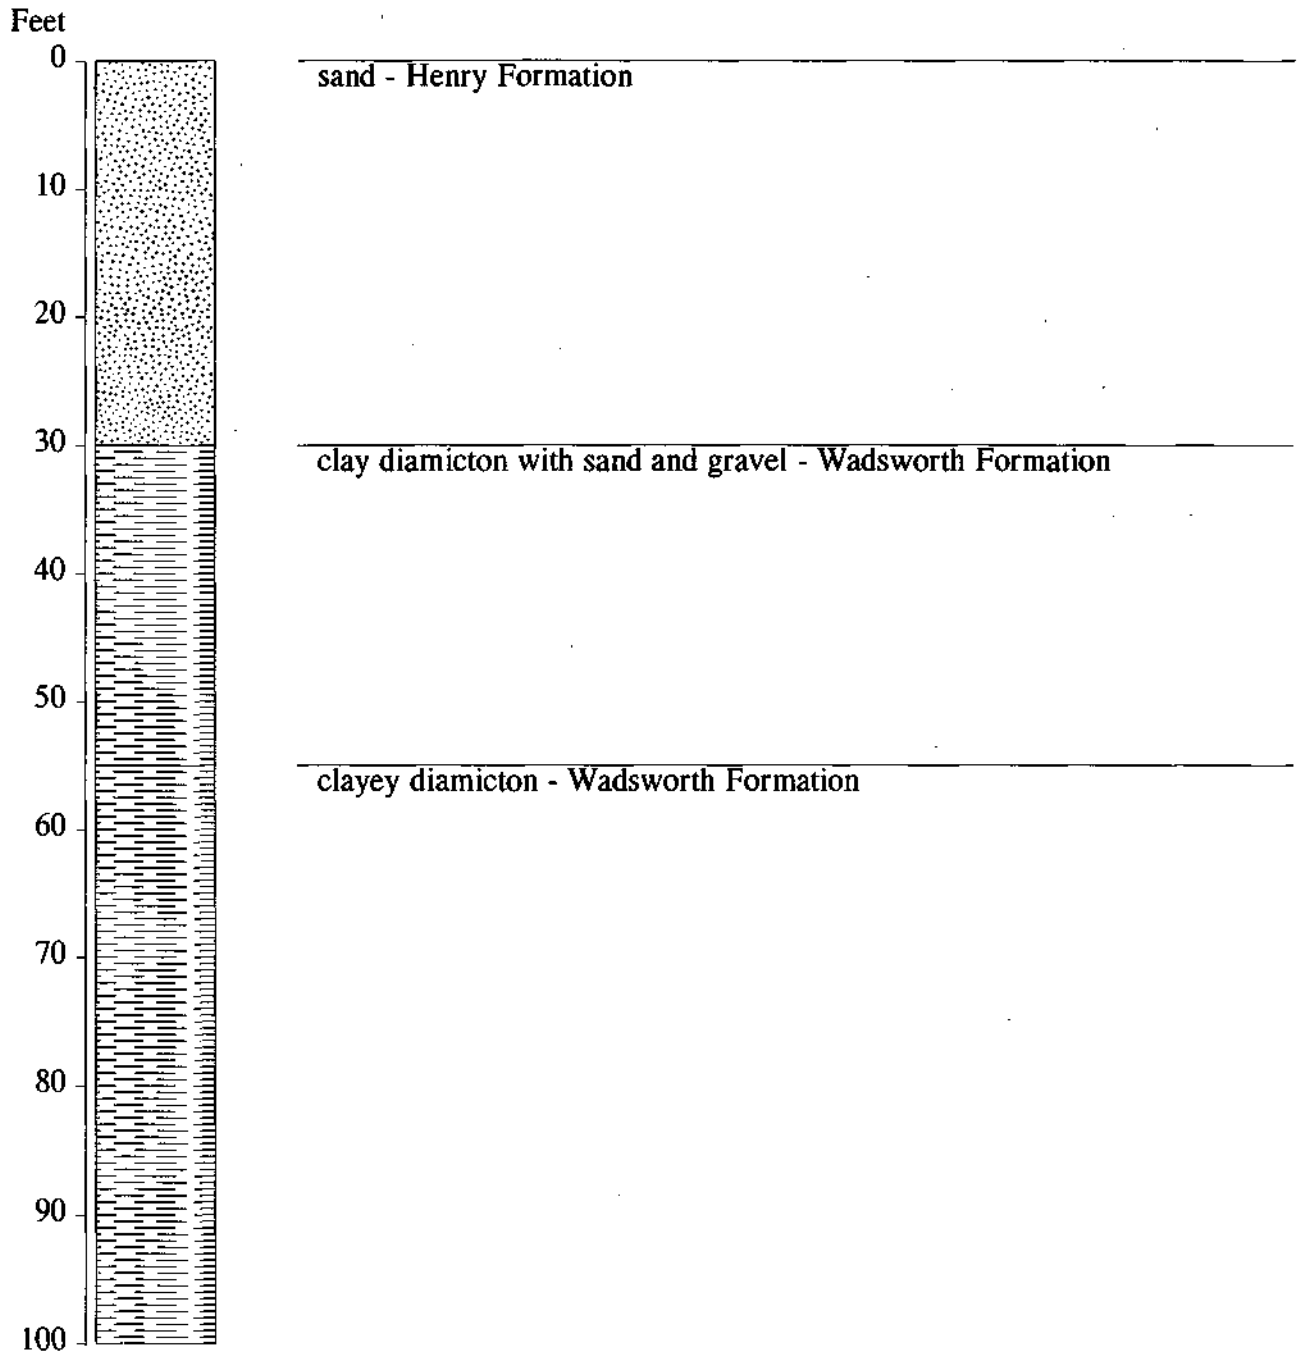 Feet
0
sand - Henry Formation
10
20
30
clay diamicton with sand and gravel - Wadsworth Formation
40
50
clayey diamicton - Wadsworth Formation
60
70
80
90
100